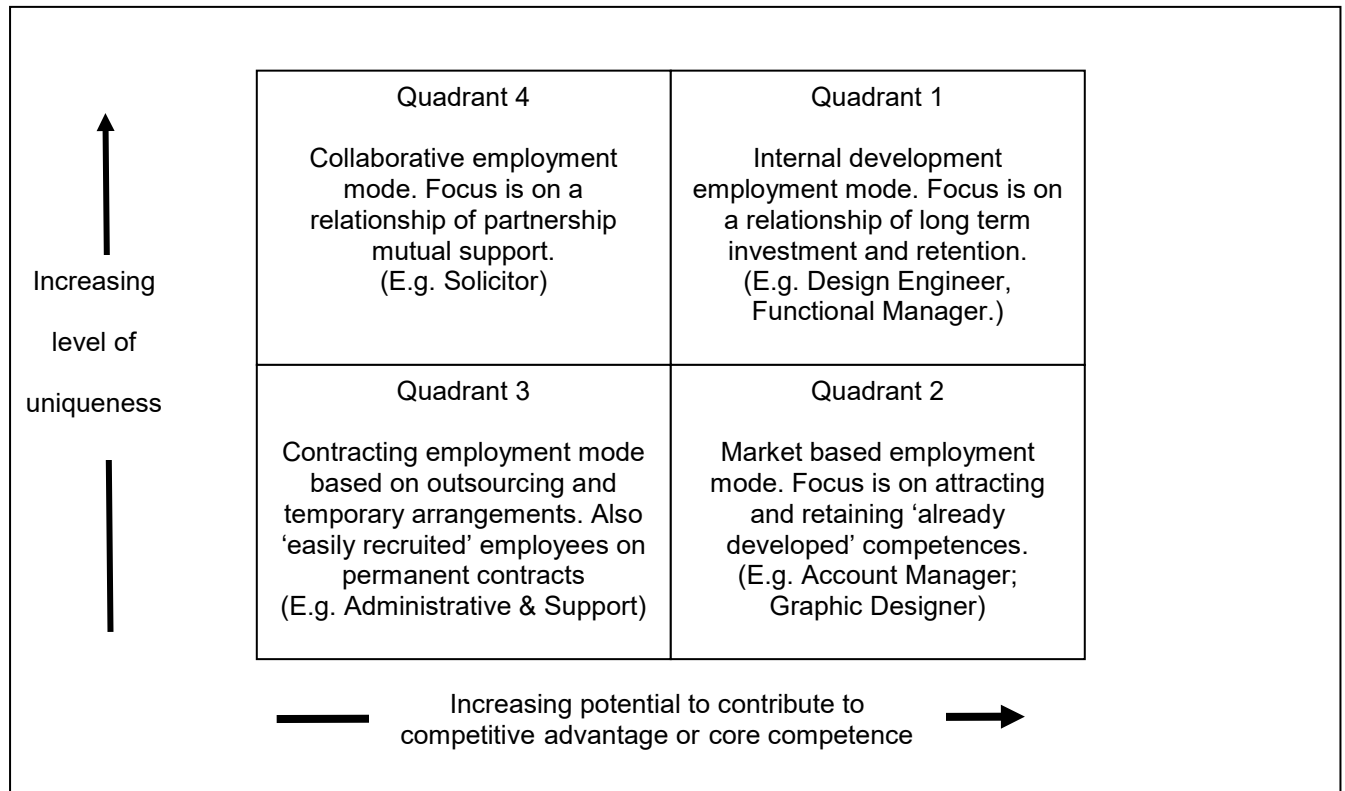 Quadrant 4
Collaborative employment
mode. Focus is on a
relationship of partnership
mutual support.
(E.g. Solicitor)
Quadrant 1
Internal development
employment mode. Focus is on
a relationship of long term
investment and retention.
(E.g. Design Engineer,
Functional Manager.)
Increasing
level of
uniqueness
Quadrant 3
Contracting employment mode
based on outsourcing and
temporary arrangements. Also
‘easily recruited’ employees on
permanent contracts
(E.g. Administrative & Support)
Quadrant 2
Market based employment
mode. Focus is on attracting
and retaining ‘already
developed’ competences.
(E.g. Account Manager;
Graphic Designer)
Increasing potential to contribute to
competitive advantage or core competence